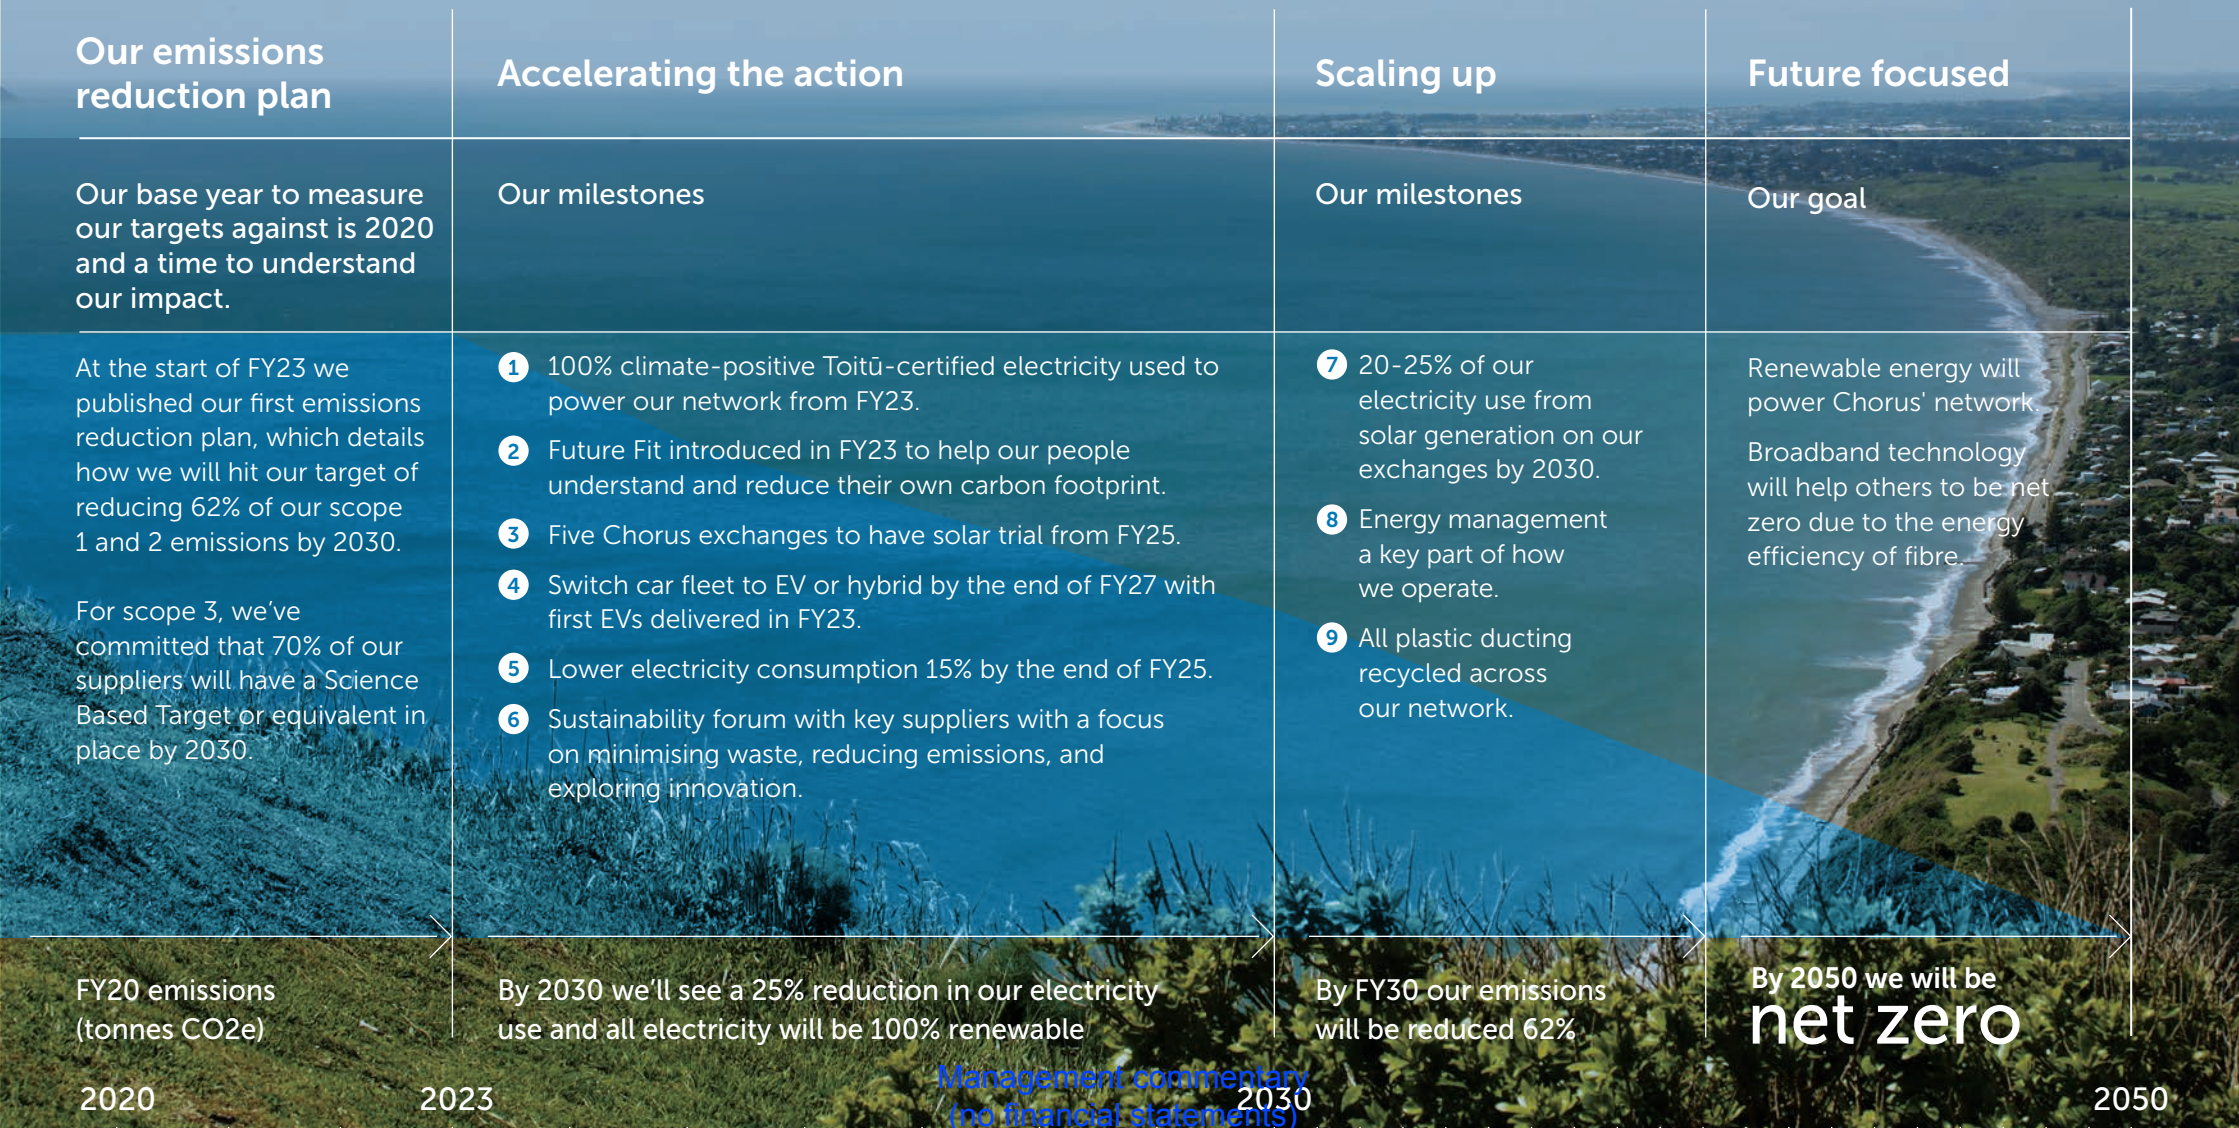 Our emissions
reduction plan
Our base year to measure
our targets against is 2020
and a time to understand
our impact.
At the start of FY23 we
published our first emissions
reduction plan, which details
how we will hit our target of
reducing 62% of our scope
1 and 2 emissions by 2030.
For scope 3, we’ve
committed that 70% of our
suppliers will have a Science
Based Target or equivalent in
place by 2030.
FY20 emissions
(tonnes CO2e)
Accelerating the action
Our milestones
1 100% climate-positive Toitū-certified electricity used to
power our network from FY23.
2 Future Fit introduced in FY23 to help our people
understand and reduce their own carbon footprint.
3 Five Chorus exchanges to have solar trial from FY25.
4 Switch car fleet to EV or hybrid by the end of FY27 with
first EVs delivered in FY23.
5 Lower electricity consumption 15% by the end of FY25.
6 Sustainability forum with key suppliers with a focus
on minimising waste, reducing emissions, and
exploring innovation.
By 2030 we’ll see a 25% reduction in our electricity
use and all electricity will be 100% renewable
Scaling up
Our milestones
7 20-25% of our
electricity use from
solar generation on our
exchanges by 2030.
8 Energy management
a key part of how
we operate.
9 All plastic ducting
recycled across
our network.
By FY30 our emissions
will be reduced 62%
Future focused
Our goal
Renewable energy will
power Chorus' network.
Broadband technology
will help others to be net
zero due to the energy
efficiency of fibre.
By 2050 we will be
net zero
2020 2023 2030 2050
Management commentary
(no financial statements)